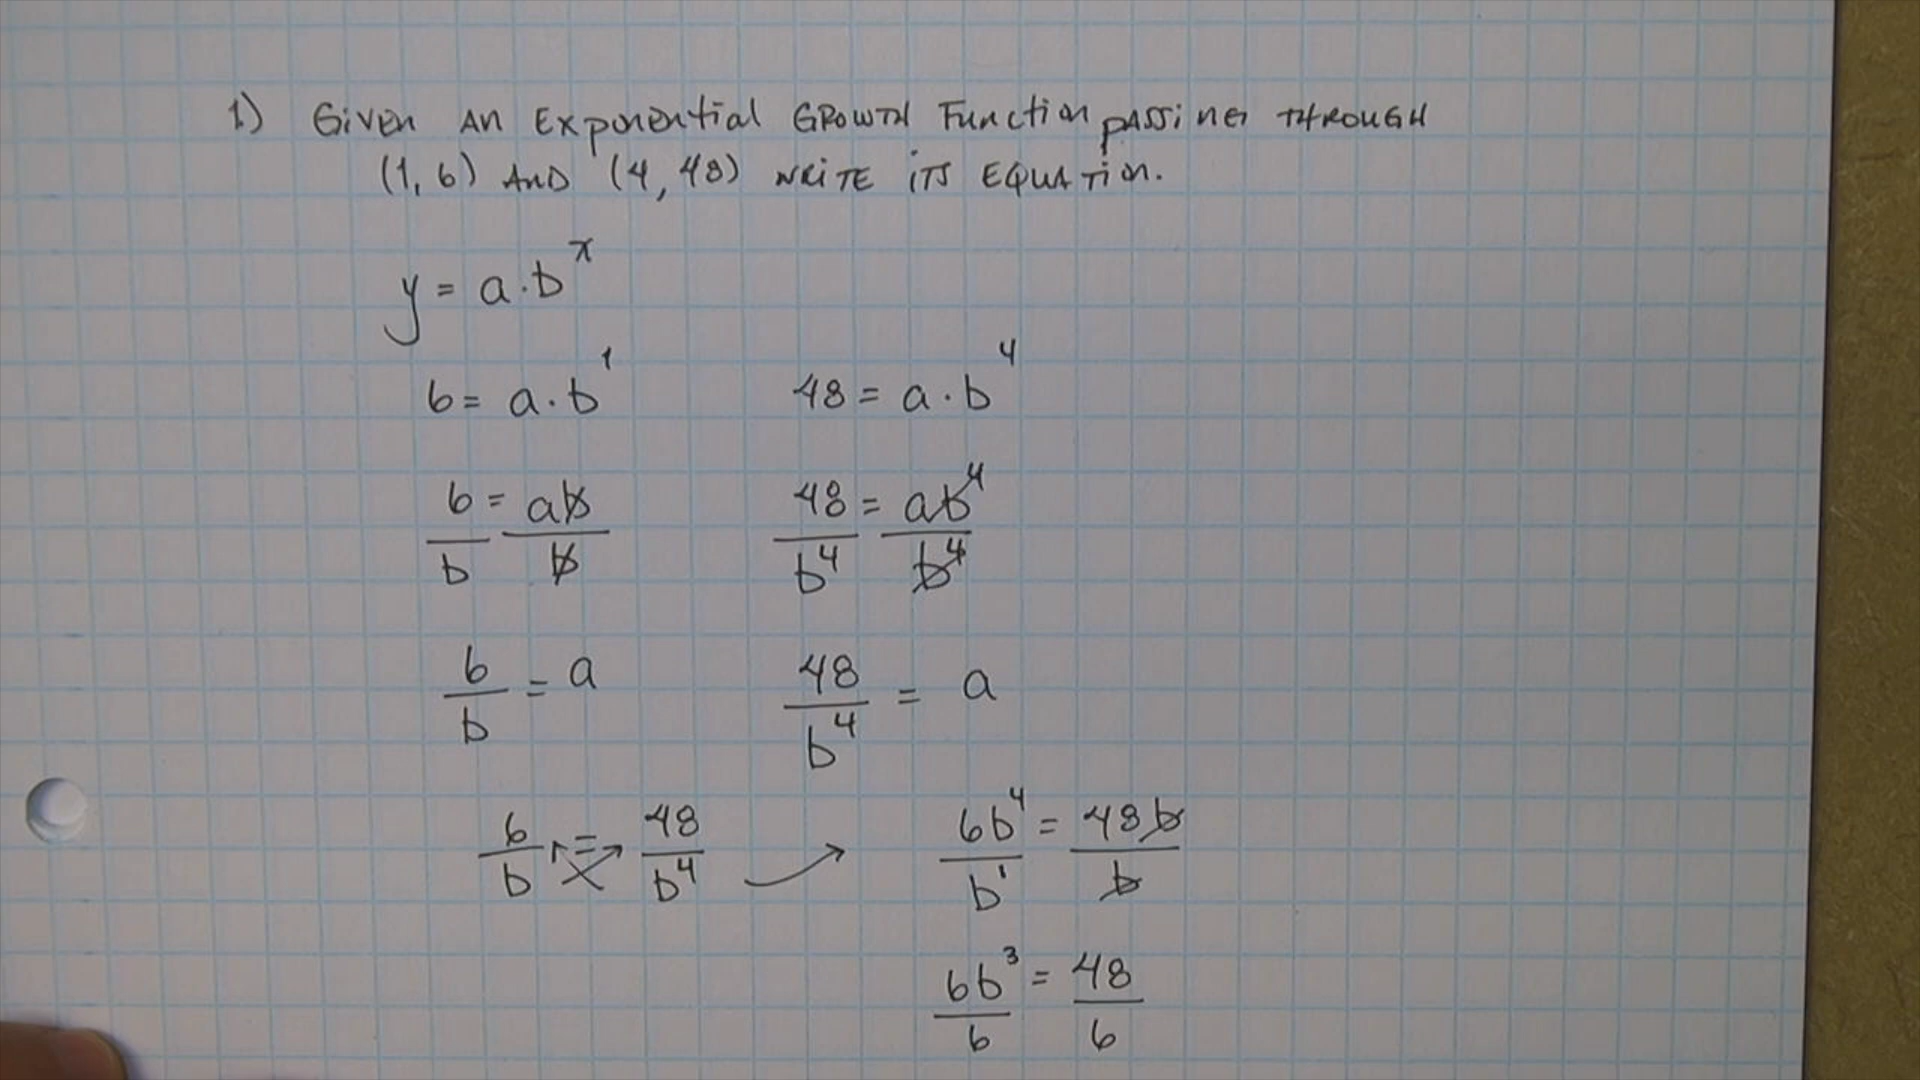 1) Given an Exponential Growth Function passing through
(1, 6) and (4, 48) write its equation.
y = a · b^x
6 = a · b^1    48 = a · b^4
6/b = ab/b    48/b^4 = ab^4/b^4
6/b = a    48/b^4 = a
6/b = 48/b^4    6b^4/b^1 = 48b/b
6b^3/6 = 48/6